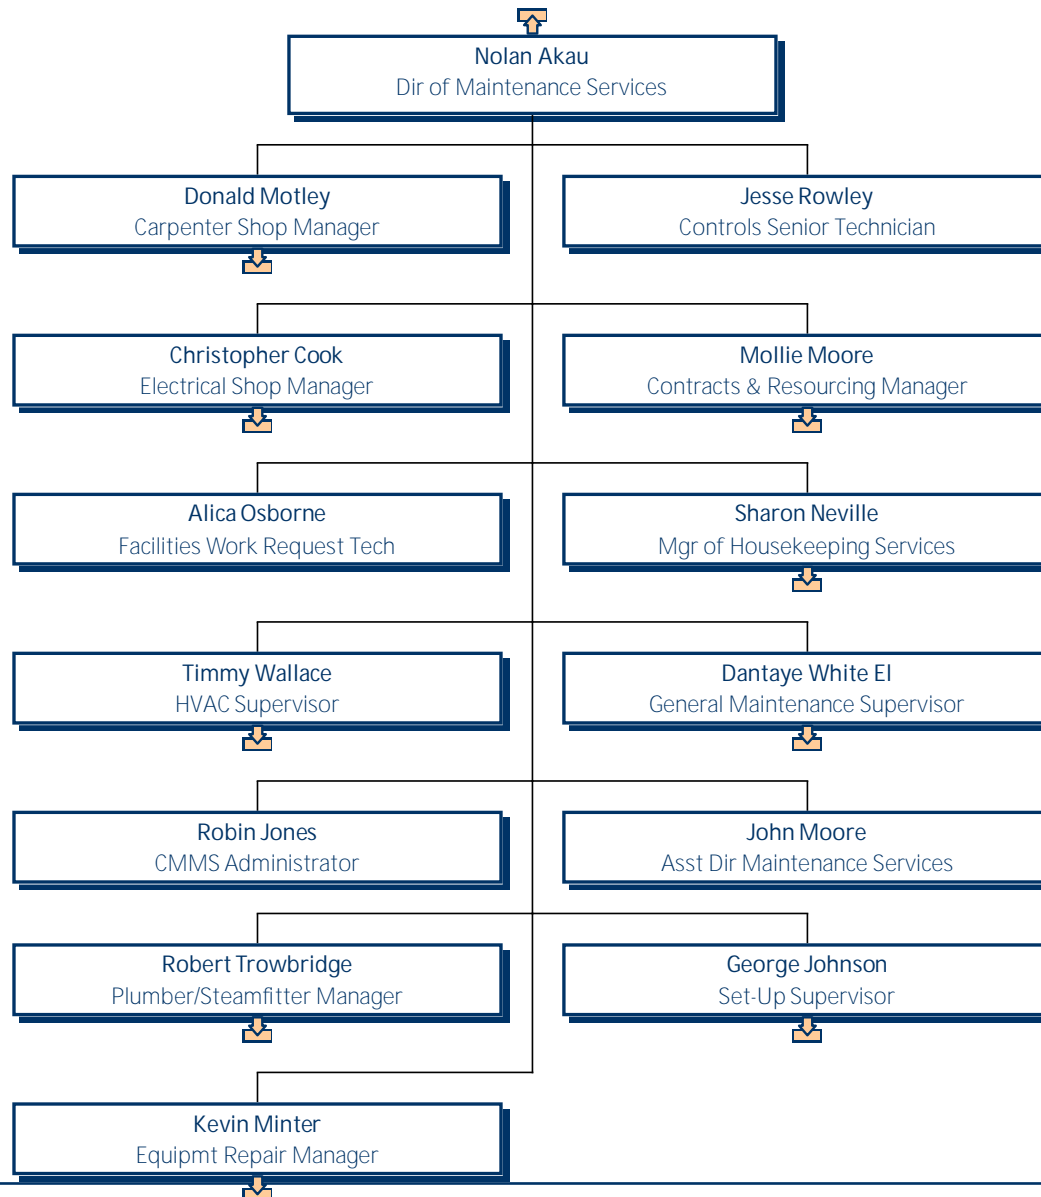 Nolan Akau
Dir of Maintenance Services
Donald Motley
Carpenter Shop Manager
Jesse Rowley
Controls Senior Technician
Christopher Cook
Electrical Shop Manager
Mollie Moore
Contracts & Resourcing Manager
Alica Osborne
Facilities Work Request Tech
Sharon Neville
Mgr of Housekeeping Services
Timmy Wallace
HVAC Supervisor
Dantaye White El
General Maintenance Supervisor
Robin Jones
CMMS Administrator
John Moore
Asst Dir Maintenance Services
Robert Trowbridge
Plumber/Steamfitter Manager
George Johnson
Set-Up Supervisor
Kevin Minter
Equipmt Repair Manager